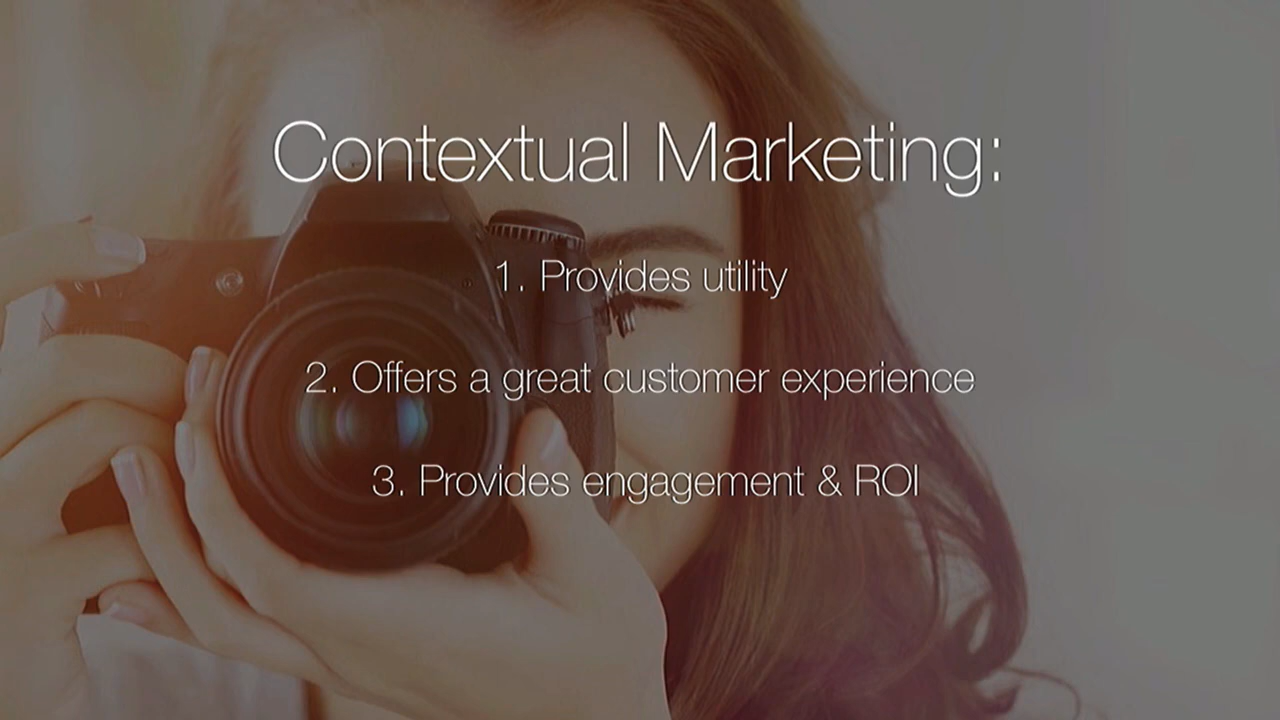 Contextual Marketing:
1. Provides utility
2. Offers a great customer experience
3. Provides engagement & ROI